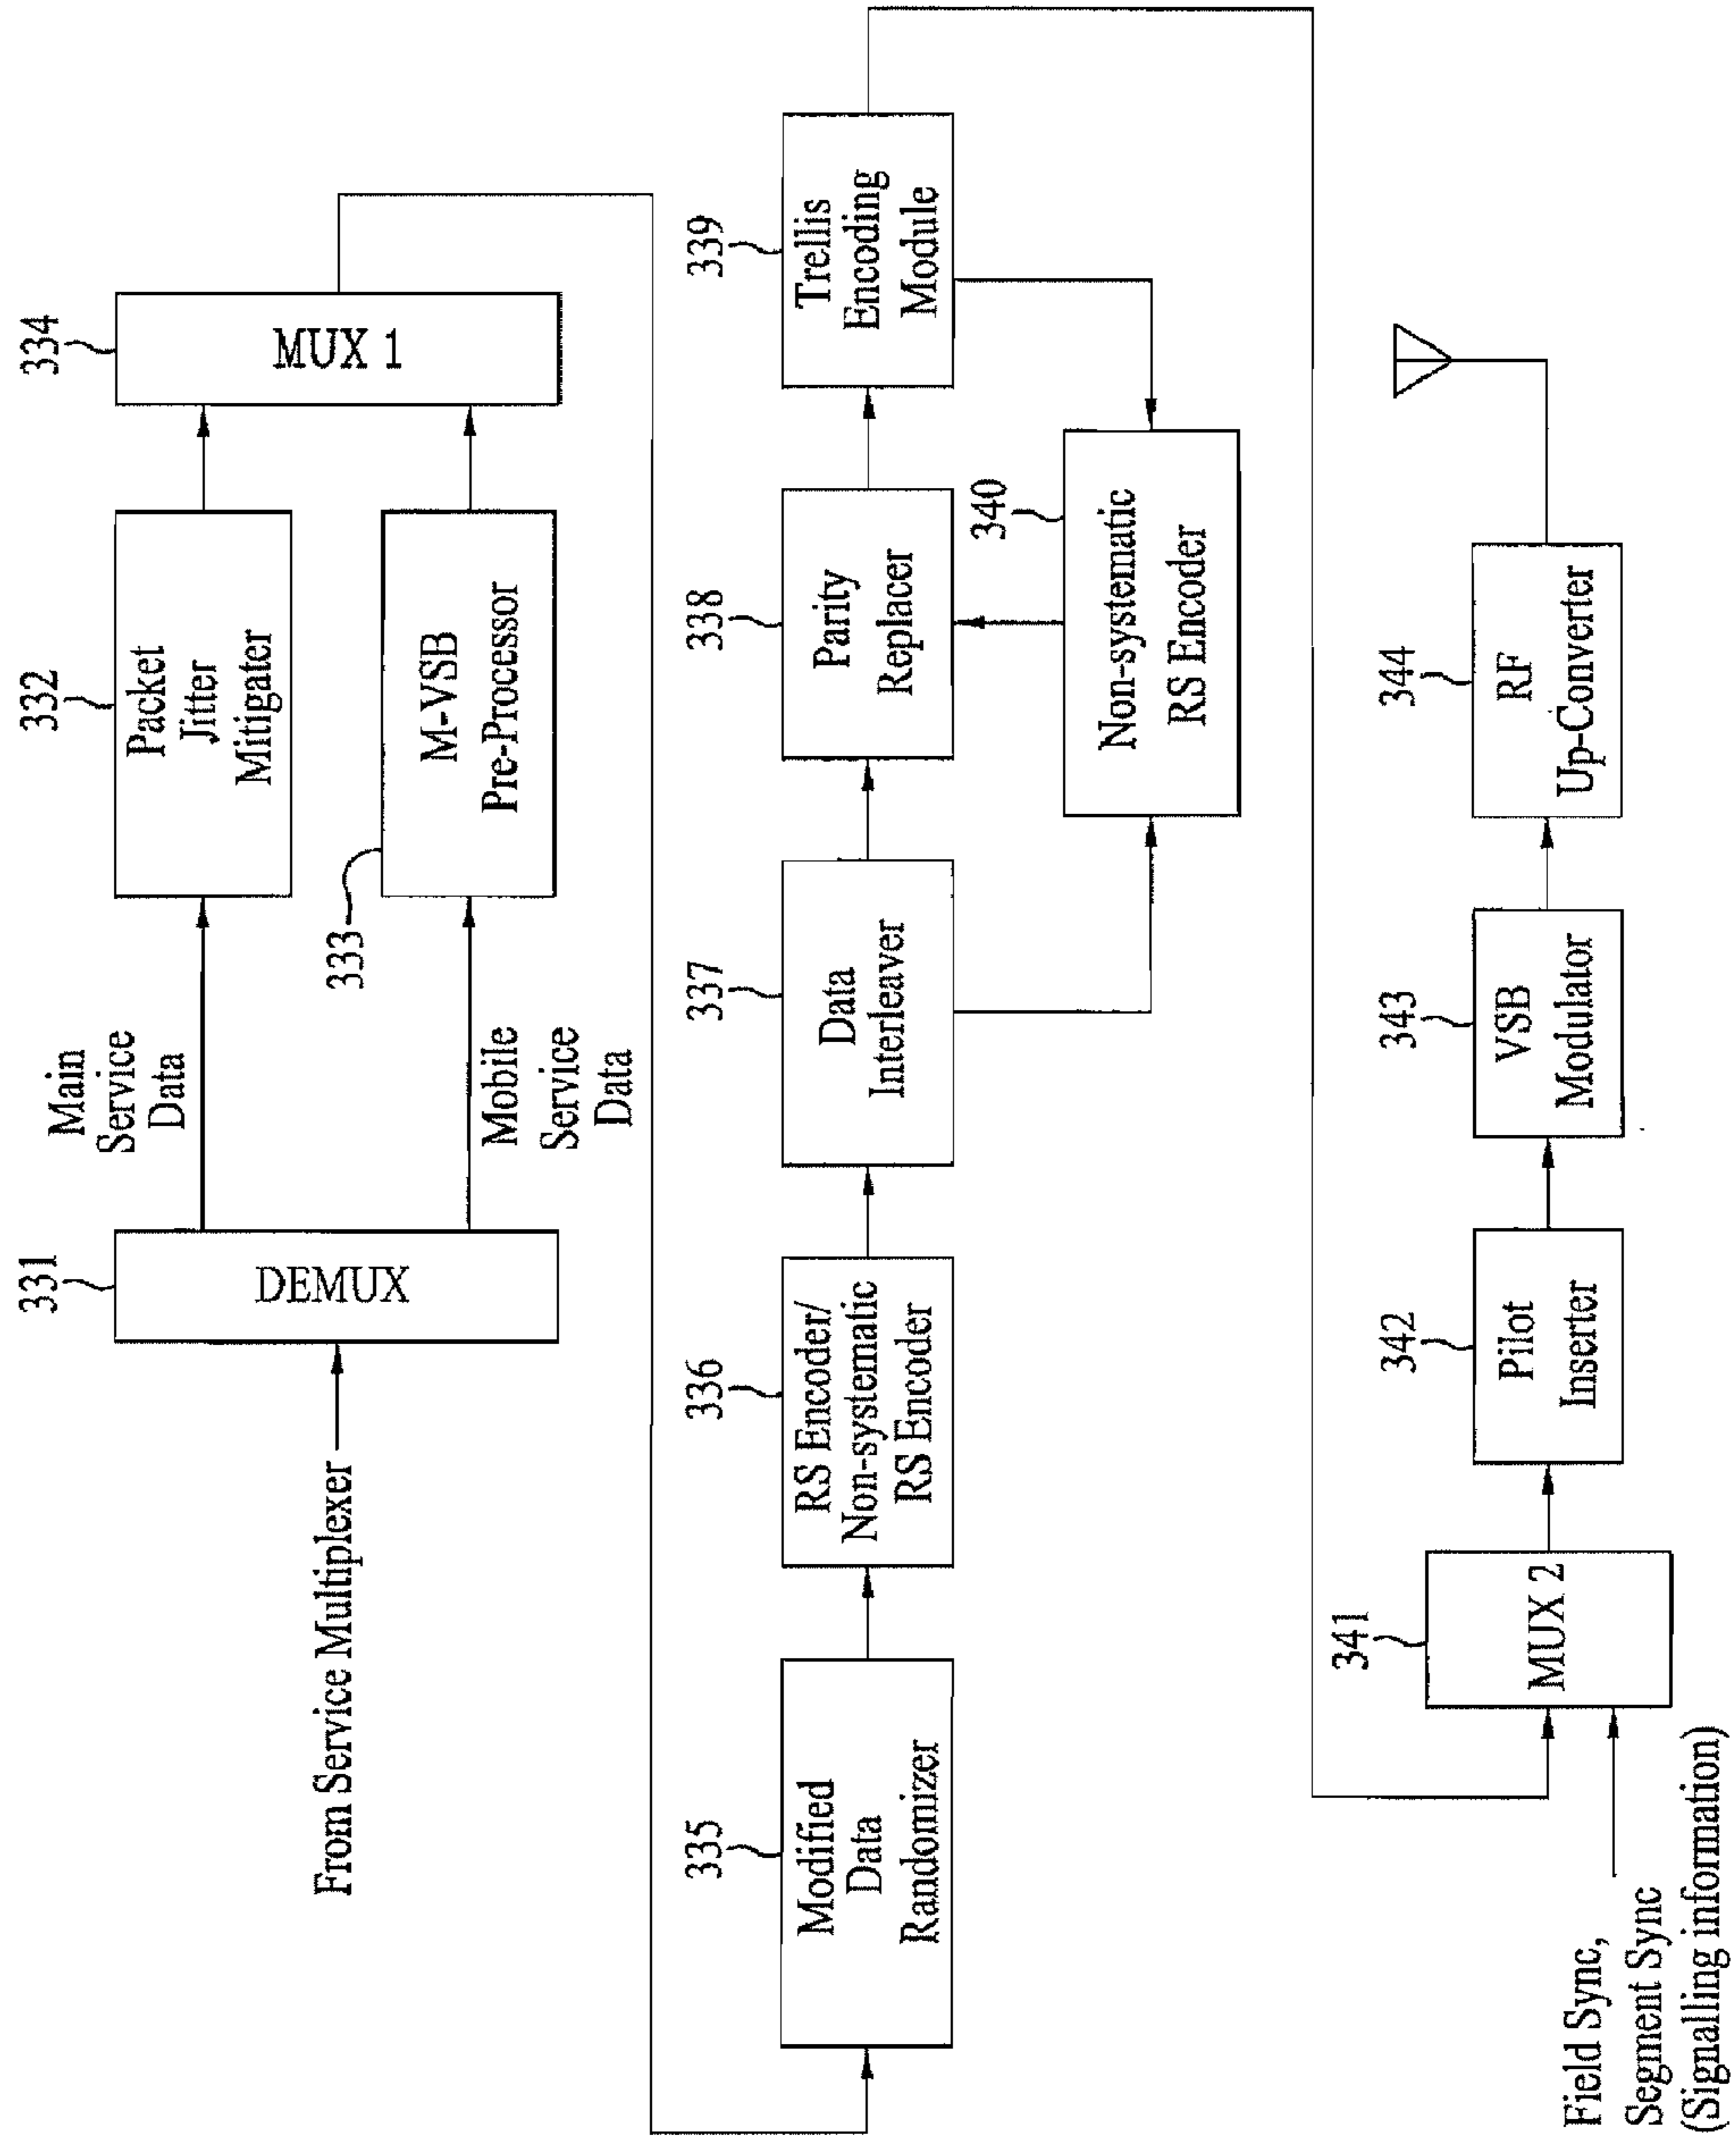 From Service Multiplexer
331
DEMUX
Main
Service
Data
Mobile
Service
Data
332
Packet
Jitter
Mitigater
333
M-VSB
Pre-Processor
334
MUX 1
335
Modified
Data
Randomizer
336
RS Encoder/
Non-systematic
RS Encoder
337
Data
Interleaver
338
Parity
Replacer
339
Trellis
Encoding
Module
340
Non-systematic
RS Encoder
Field Sync,
Segment Sync
(Signalling information)
341
MUX 2
342
Pilot
Inserter
343
VSB
Modulator
344
RF
Up-Converter